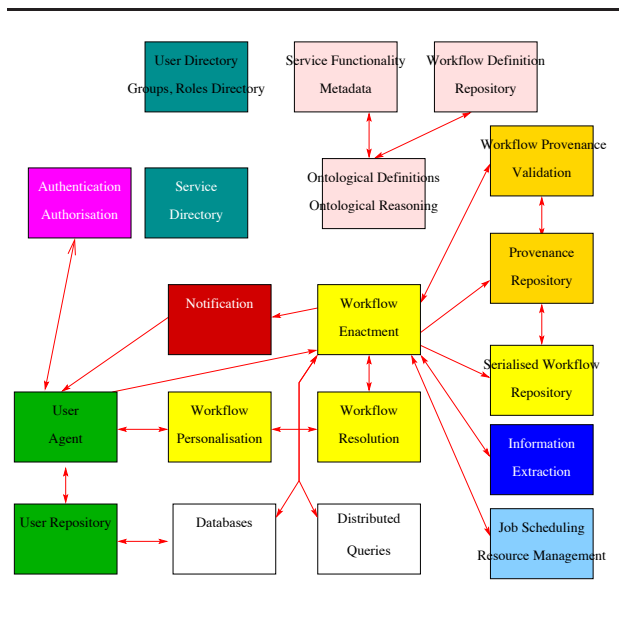 User Directory
Groups, Roles Directory
Service Functionality
Metadata
Workflow Definition
Repository
Workflow Provenance
Validation
Ontological Definitions
Ontological Reasoning
Authentication
Authorisation
Service
Directory
Provenance
Repository
Notification
Workflow
Enactment
Serialised Workflow
Repository
User
Agent
Workflow
Personalisation
Workflow
Resolution
Information
Extraction
User Repository
Databases
Distributed
Queries
Job Scheduling
Resource Management